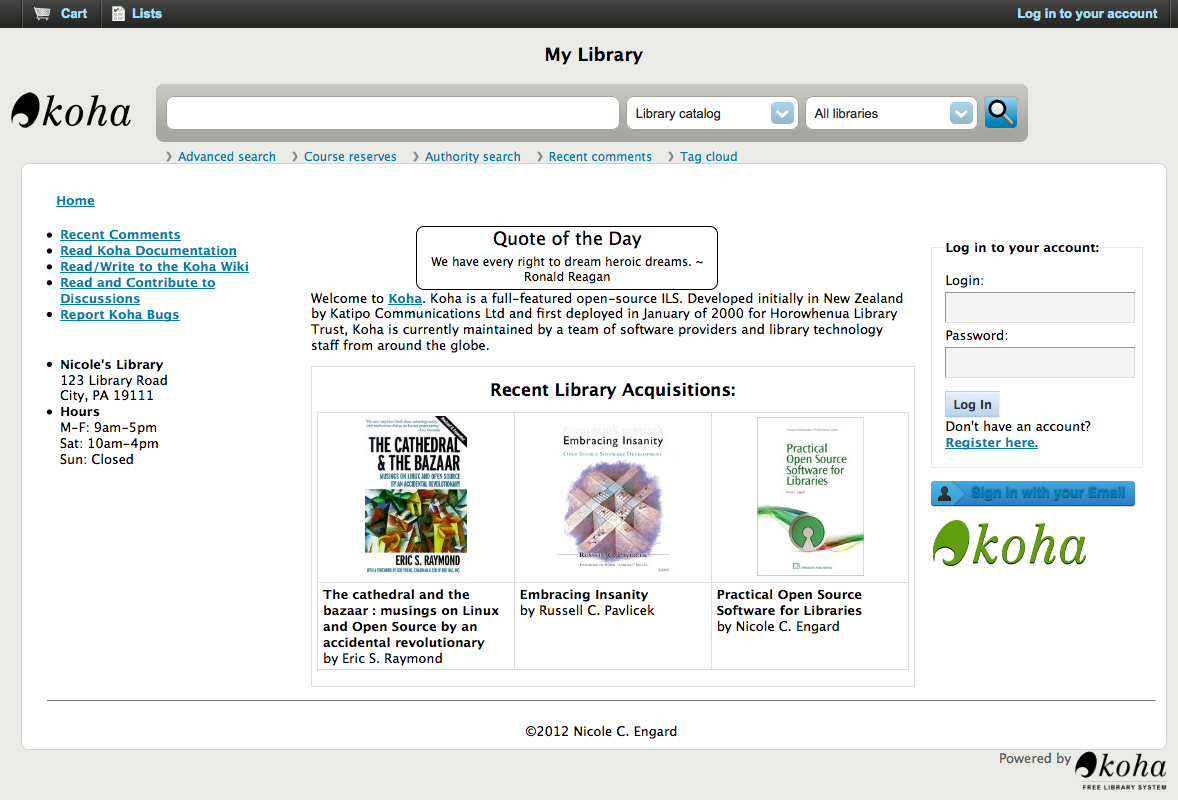 Cart
Lists
Log in to your account
My Library
koha
Library catalog
All libraries
Advanced search
Course reserves
Authority search
Recent comments
Tag cloud
Home
Recent Comments
Read Koha Documentation
Read/Write to the Koha Wiki
Read and Contribute to
Discussions
Report Koha Bugs
Nicole's Library
123 Library Road
City, PA 19111
Hours
M-F: 9am-5pm
Sat: 10am-4pm
Sun: Closed
Quote of the Day
We have every right to dream heroic dreams. ~
Ronald Reagan
Welcome to Koha. Koha is a full-featured open-source ILS. Developed initially in New Zealand
by Katipo Communications Ltd and first deployed in January of 2000 for Horowhenua Library
Trust, Koha is currently maintained by a team of software providers and library technology
staff from around the globe.
Recent Library Acquisitions:
THE CATHEDRAL
& THE BAZAAR
MUSINGS ON LINUX AND OPEN SOURCE
BY AN ACCIDENTAL REVOLUTIONARY
ERIC S. RAYMOND
Embracing Insanity
OPEN SOURCE SOFTWARE DEVELOPMENT
RUSSELL C. PAVLICEK
Practical
Open Source
Software for
Libraries
The cathedral and the
bazaar : musings on Linux
and Open Source by an
accidental revolutionary
by Eric S. Raymond
Embracing Insanity
by Russell C. Pavlicek
Practical Open Source
Software for Libraries
by Nicole C. Engard
Log in to your account:
Login:
Password:
Log In
Don't have an account?
Register here.
Sign in with your Email
koha
©2012 Nicole C. Engard
Powered by
koha
FREE LIBRARY SYSTEM